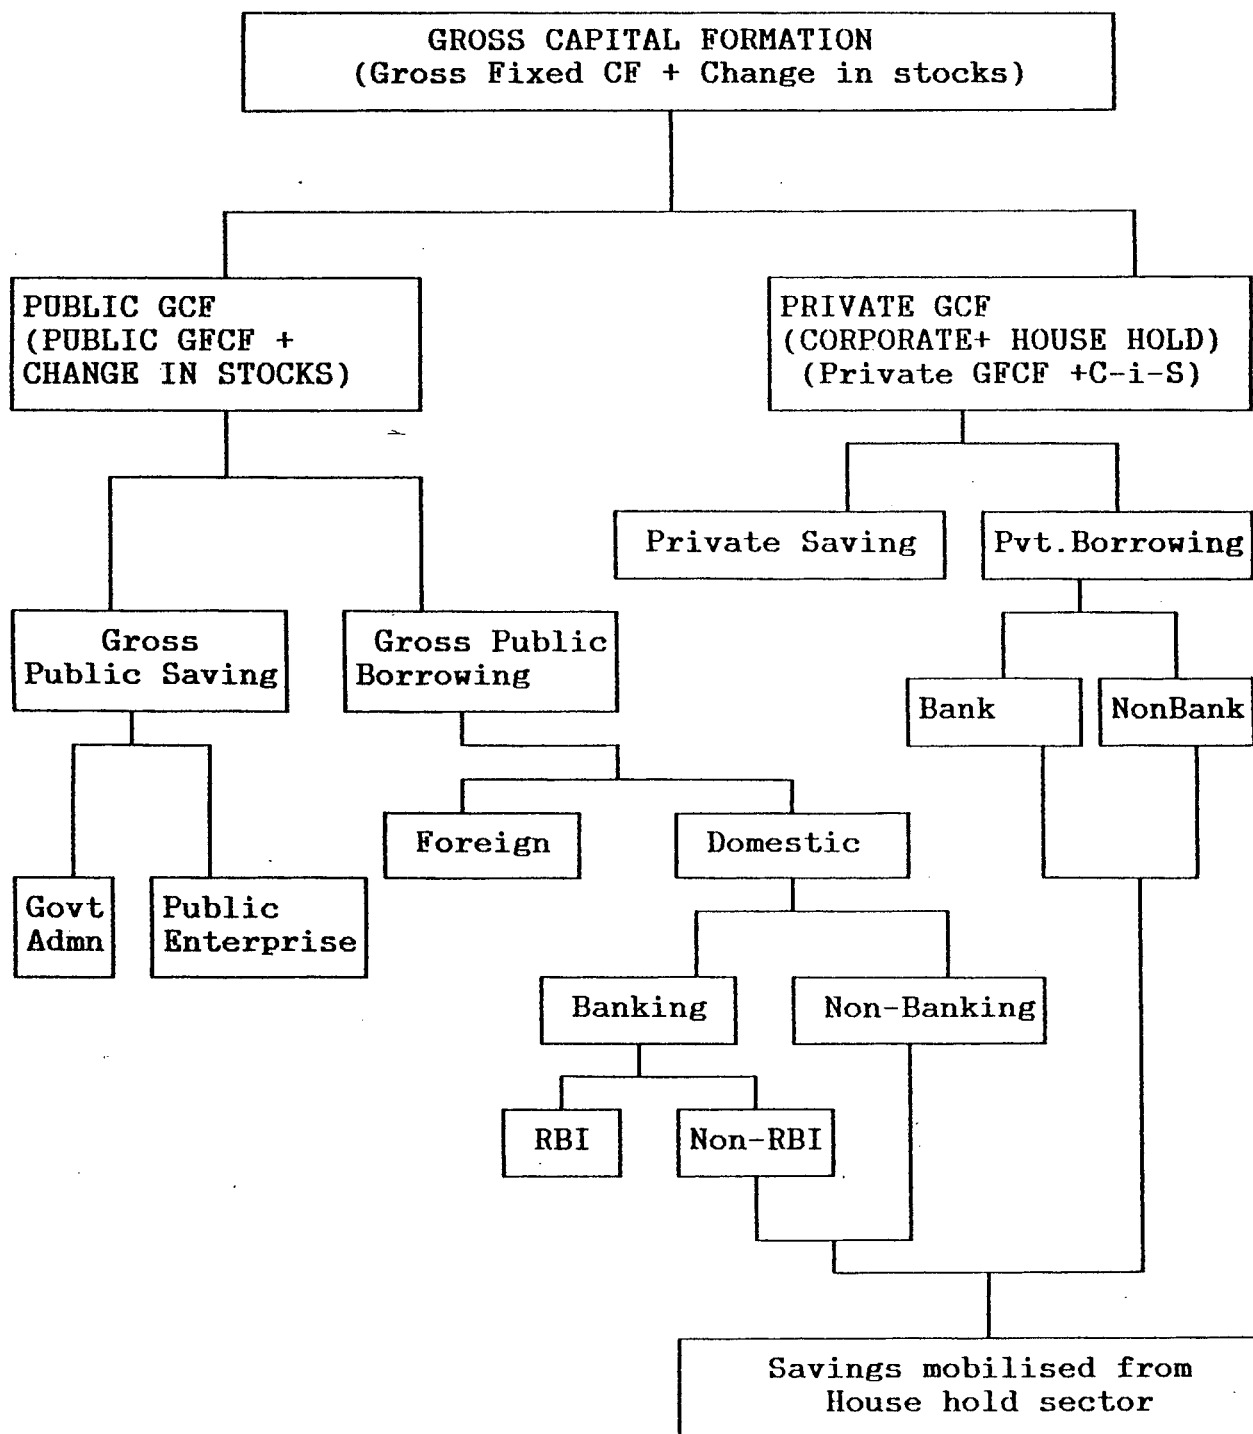 GROSS CAPITAL FORMATION
(Gross Fixed CF + Change in stocks)
PUBLIC GCF
(PUBLIC GFCF +
CHANGE IN STOCKS)
PRIVATE GCF
(CORPORATE+ HOUSE HOLD)
(Private GFCF +C-i-S)
Private Saving
Pvt.Borrowing
Gross
Public Saving
Gross Public
Borrowing
Bank
NonBank
Foreign
Domestic
Govt
Admn
Public
Enterprise
Banking
Non-Banking
RBI
Non-RBI
Savings mobilised from
House hold sector